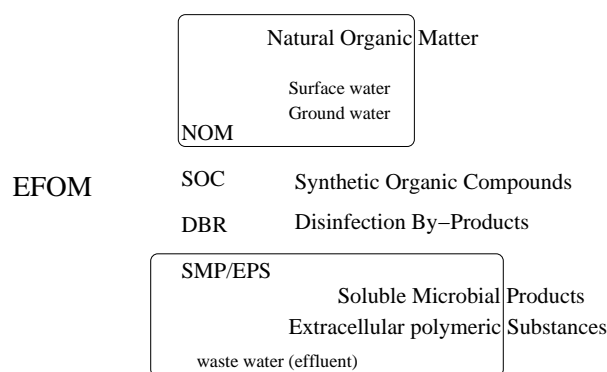 Natural Organic Matter
Surface water
Ground water
NOM
EFOM
SOC Synthetic Organic Compounds
DBR Disinfection By−Products
SMP/EPS
Soluble Microbial Products
Extracellular polymeric Substances
waste water (effluent)